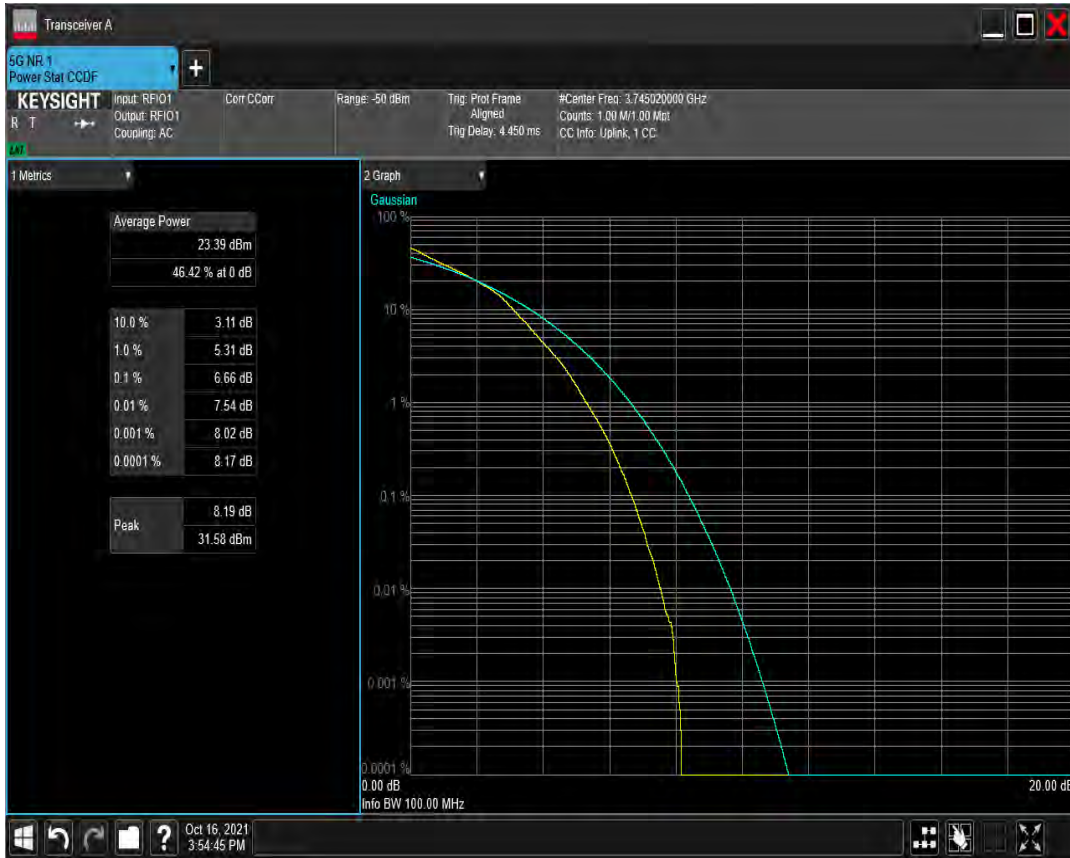 Transceiver A
5G NR 1
Power Stat CCDF
+
KEYSIGHT
R T
LXI
Input: RFIO1
Output: RFIO1
Coupling: AC
Corr CCorr
Range: -50 dBm
Trig: Prot Frame
Aligned
Trig Delay: 4.450 ms
#Center Freq: 3.745020000 GHz
Counts: 1.00 M/1.00 Mpt
CC Info: Uplink, 1 CC
1 Metrics
Average Power
23.39 dBm
46.42 % at 0 dB
10.0 % 3.11 dB
1.0 % 5.31 dB
0.1 % 6.66 dB
0.01 % 7.54 dB
0.001 % 8.02 dB
0.0001 % 8.17 dB
Peak
8.19 dB
31.58 dBm
2 Graph
Gaussian
100 %
10 %
1 %
0.1 %
0.01 %
0.001 %
0.0001 %
0.00 dB 20.00 dB
Info BW 100.00 MHz
? Oct 16, 2021
3:54:45 PM